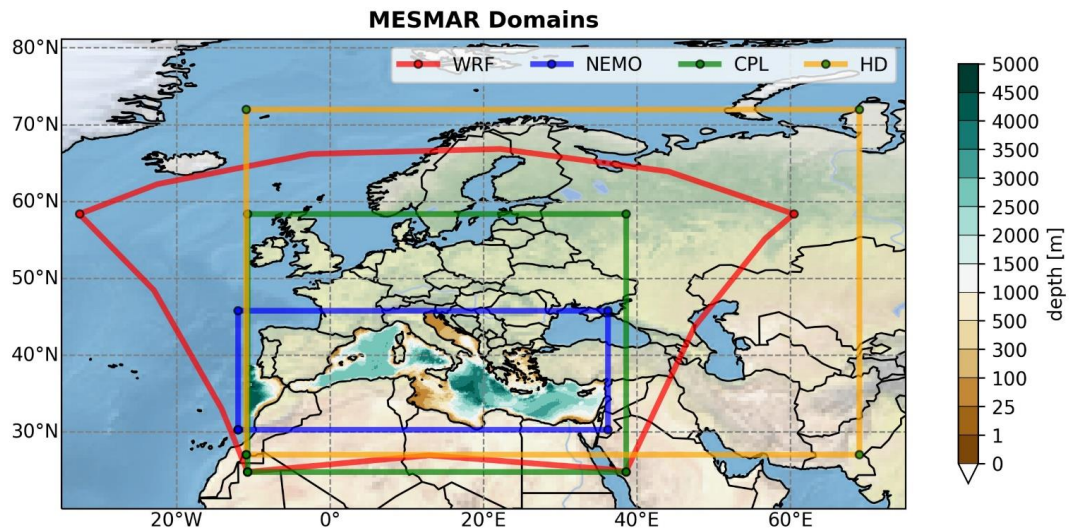 MESMAR Domains
WRF NEMO CPL HD
80°N
70°N
60°N
50°N
40°N
30°N
20°W 0° 20°E 40°E 60°E
5000
4500
4000
3500
3000
2500
2000
1500
1000
500
300
100
25
1
0
depth [m]